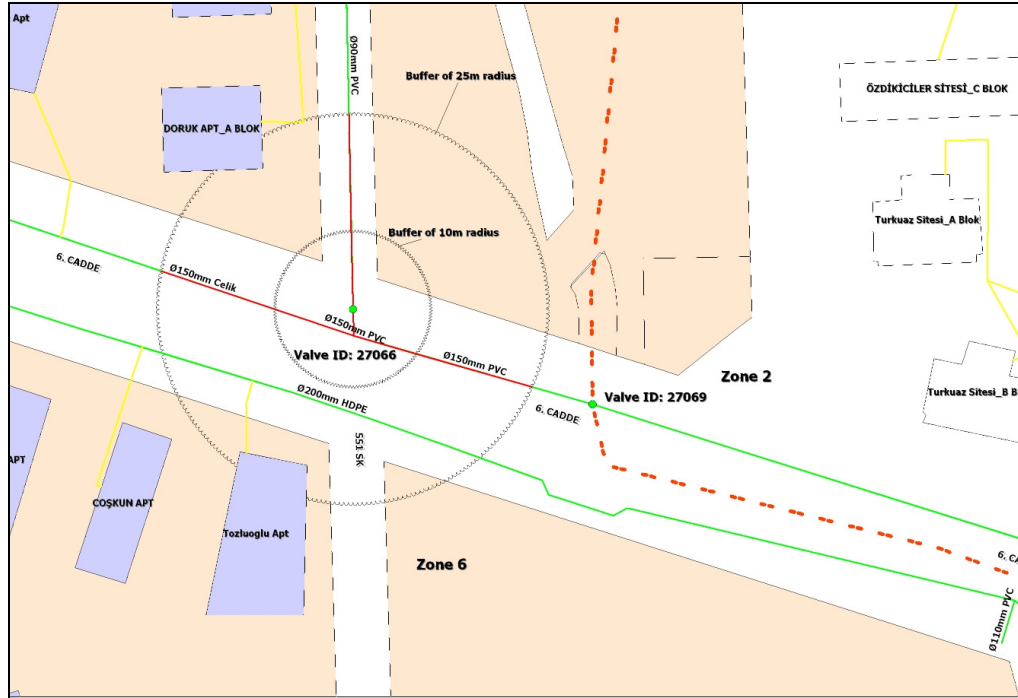 Apt
Ø90mm PVC
Buffer of 25m radius
ÖZDİKİCİLER SİTESİ_C BLOK
DORUK APT_A BLOK
Turkuaz Sitesi_A Blok
Buffer of 10m radius
6. CADDE
Ø150mm Celik
Ø150mm PVC
Valve ID: 27066
Ø150mm PVC
Zone 2
Ø200mm HDPE
6. CADDE
Valve ID: 27069
Turkuaz Sitesi_B B
551 SK
APT
COŞKUN APT
Tozluoglu Apt
Zone 6
6. CA
Ø110mm PVC